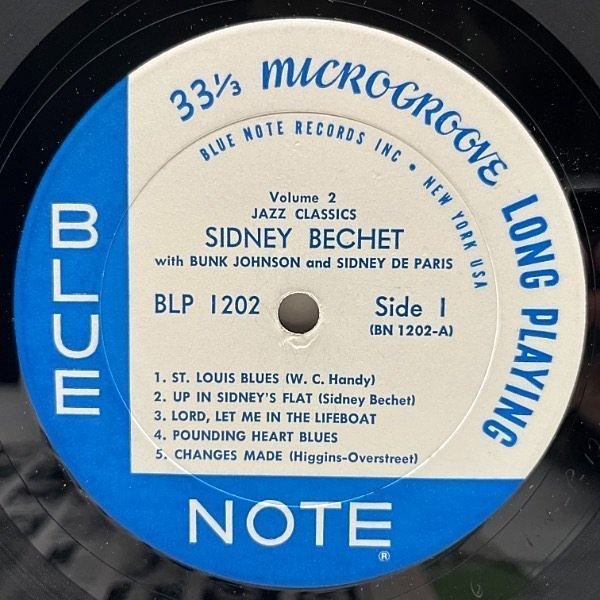 33 1/3 MICROGROOVE LONG PLAYING
BLUE NOTE RECORDS INC • NEW YORK USA
Volume 2
JAZZ CLASSICS
SIDNEY BECHET
with BUNK JOHNSON and SIDNEY DE PARIS
BLP 1202
Side 1
(BN 1202-A)
1. ST. LOUIS BLUES (W. C. Handy)
2. UP IN SIDNEY'S FLAT (Sidney Bechet)
3. LORD, LET ME IN THE LIFEBOAT
4. POUNDING HEART BLUES
5. CHANGES MADE (Higgins-Overstreet)
BLUE
NOTE®